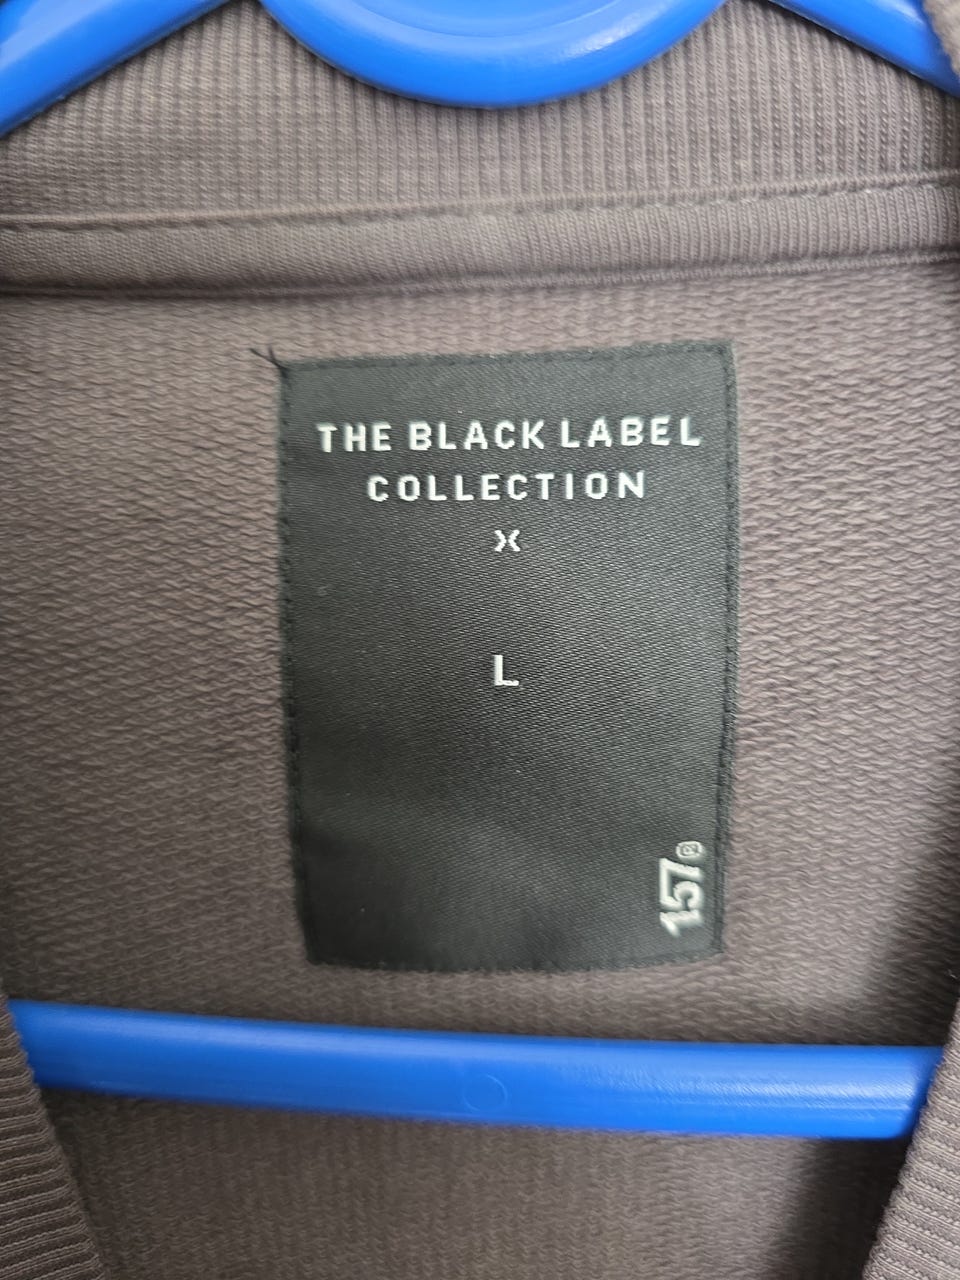 THE BLACK LABEL
COLLECTION
X
L
157®